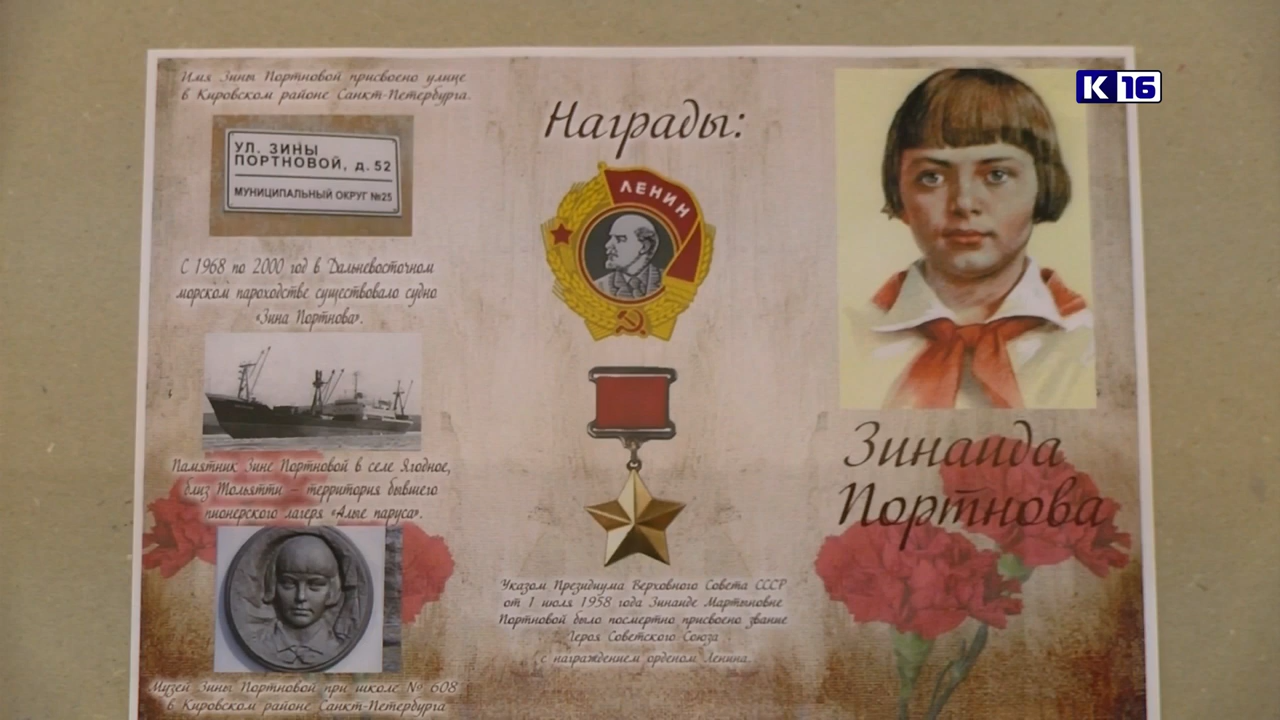 Имя Зины Портновой присвоено улице
в Кировском районе Санкт-Петербурга.
УЛ. ЗИНЫ
ПОРТНОВОЙ, д. 52
МУНИЦИПАЛЬНЫЙ ОКРУГ №25
С 1968 по 2000 год в Дальневосточном
морском пароходстве существовало судно
«Зина Портнова».
Памятник Зине Портновой в селе Ягодное,
близ Тольятти – территория бывшего
пионерского лагеря «Алые паруса».
Музей Зины Портновой при школе № 608
в Кировском районе Санкт-Петербурга
Награды:
ЛЕНИН
Указом Президиума Верховного Совета СССР
от 1 июля 1958 года Зинаиде Мартыновне
Портновой было посмертно присвоено звание
Героя Советского Союза
с награждением орденом Ленина.
К 16
Зинаида
Портнова